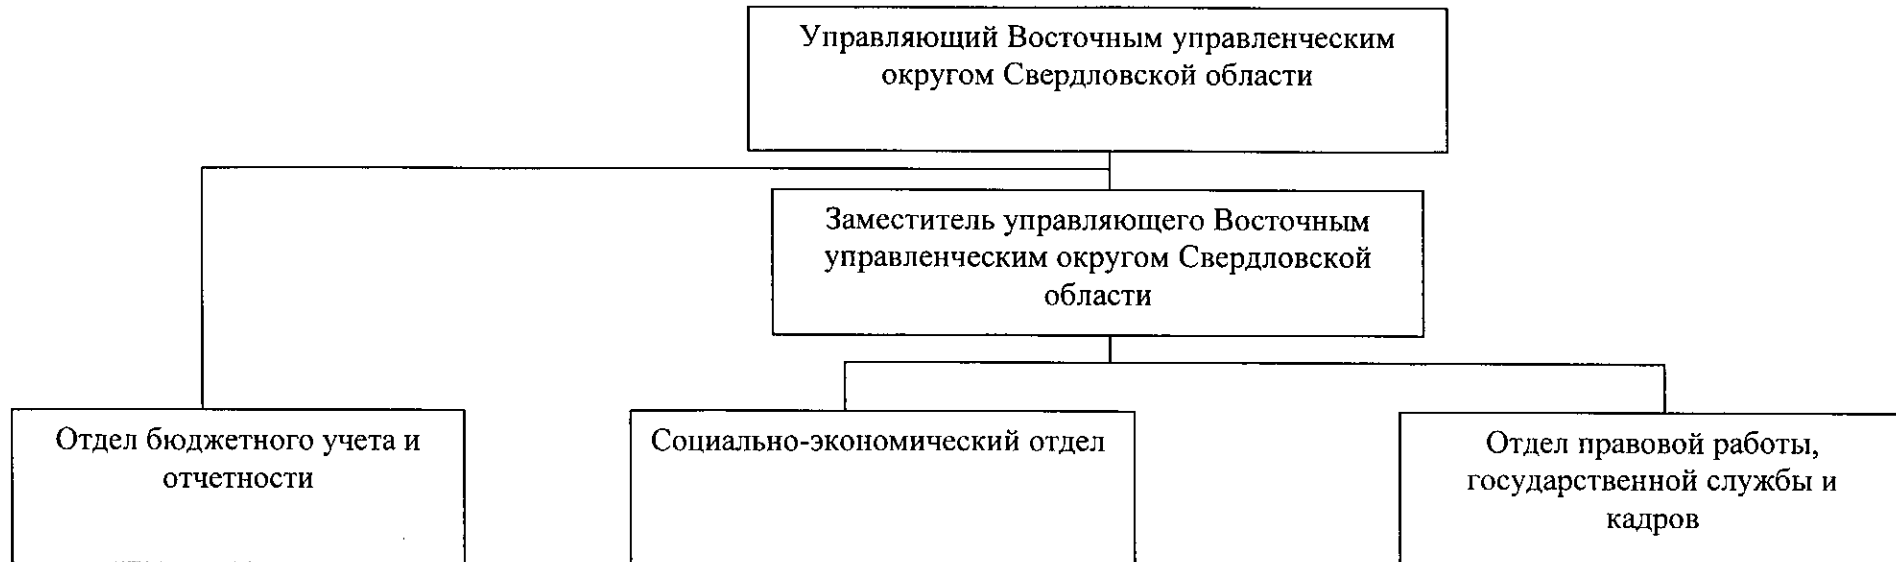 Управляющий Восточным управленческим
округом Свердловской области
Заместитель управляющего Восточным
управленческим округом Свердловской
области
Отдел бюджетного учета и
отчетности
Социально-экономический отдел
Отдел правовой работы,
государственной службы и
кадров